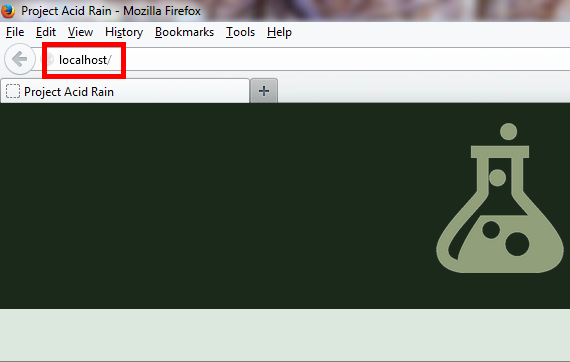 Project Acid Rain - Mozilla Firefox
File Edit View History Bookmarks Tools Help
localhost/
Project Acid Rain
+